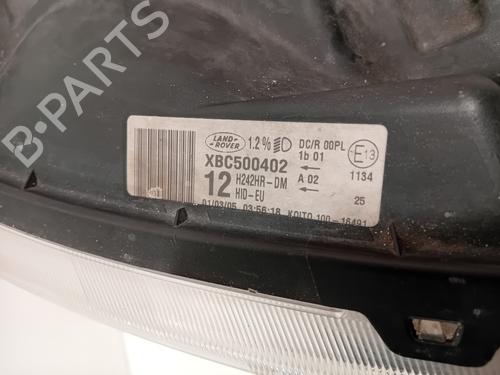 B-PARTS
LAND
ROVER
1.2%
DC/R 00PL
1b 01
E13
XBC500402
12
H242HR-DM
HID-EU
A 02
1134
25
01/03/05 03:56:18 KOITO 100-16491